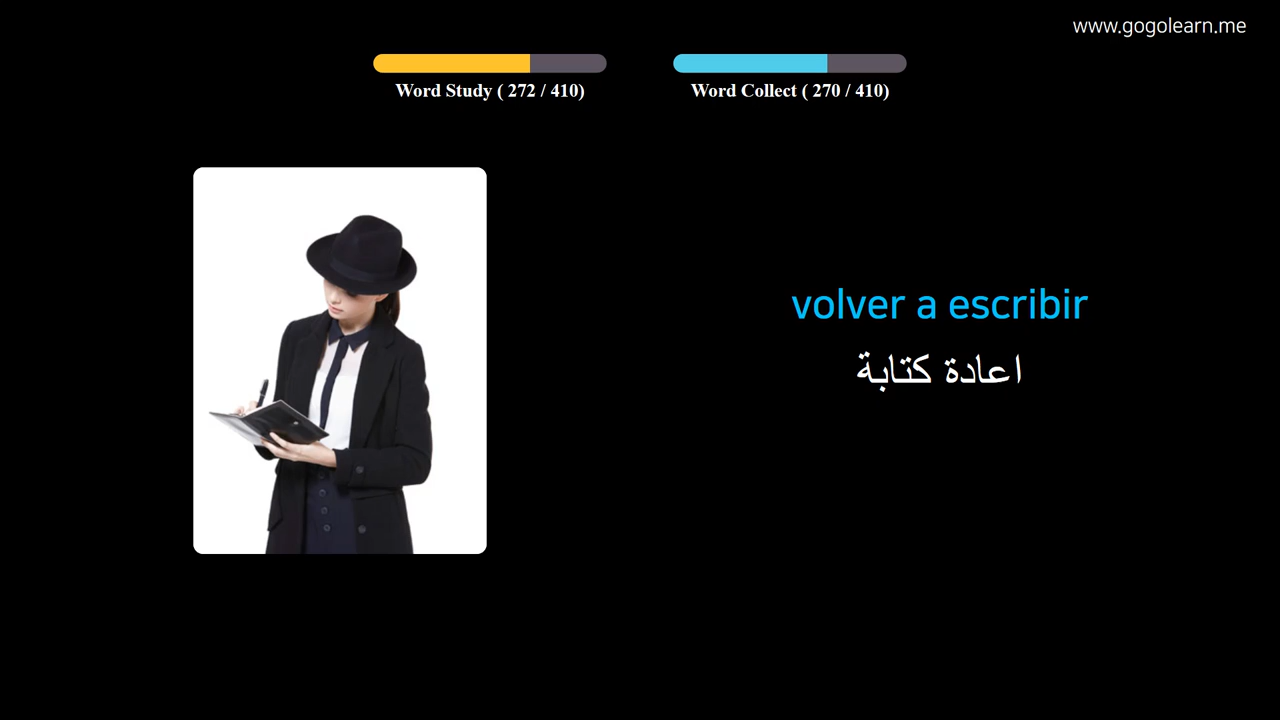 www.gogolearn.me
Word Study ( 272 / 410)
Word Collect ( 270 / 410)
volver a escribir
اعادة كتابة